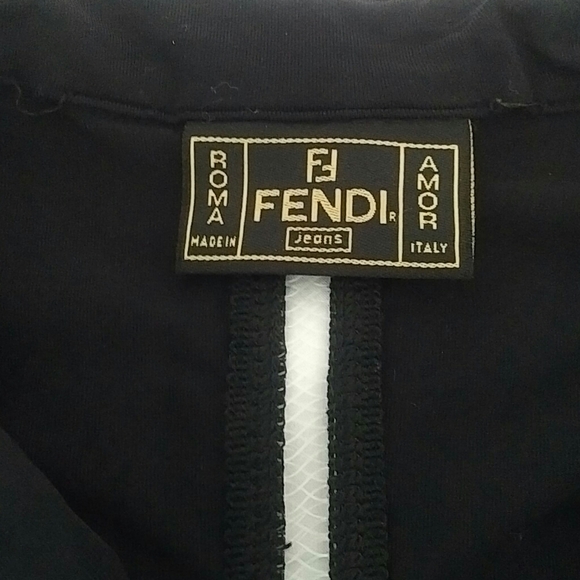 ROMA
MADE IN
FF
FENDI R
jeans
AMOR
ITALY